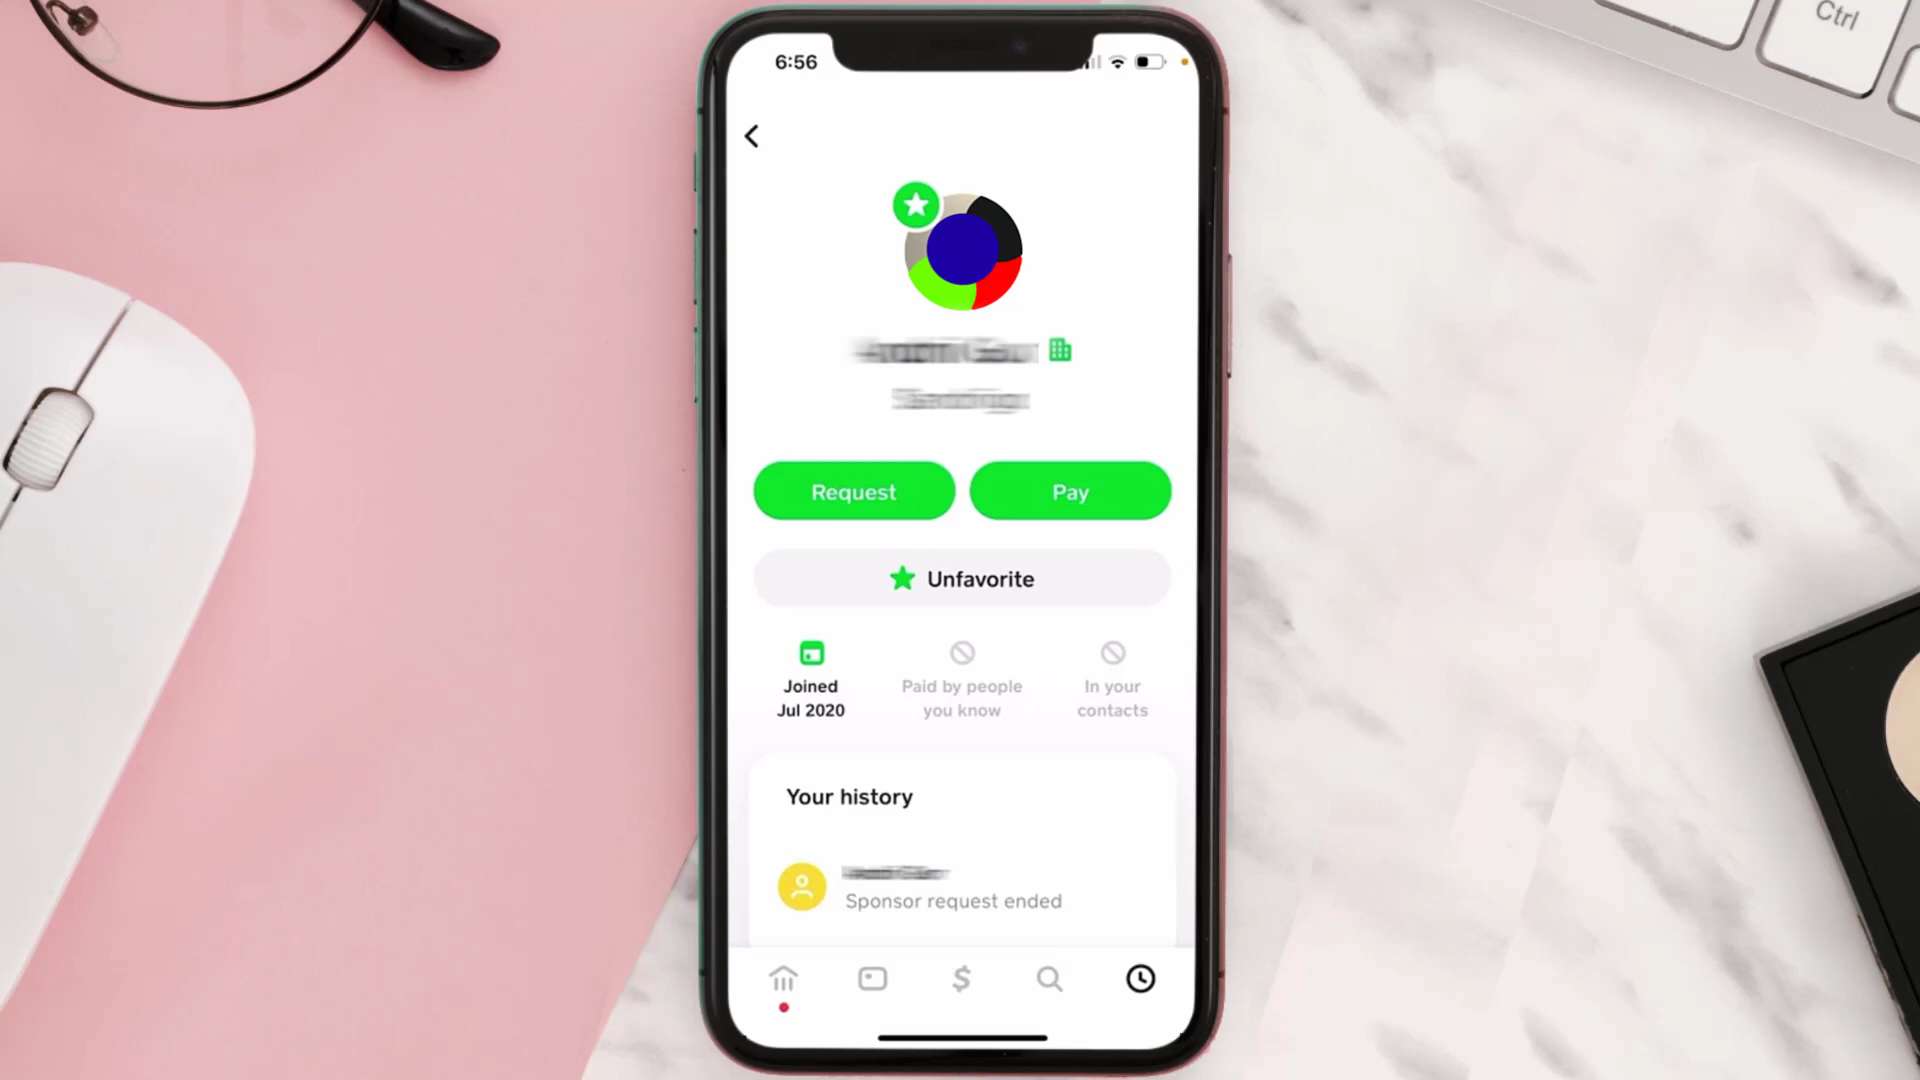 Ctrl
6:56
Request
Pay
Unfavorite
Joined
Jul 2020
Paid by people
you know
In your
contacts
Your history
Sponsor request ended